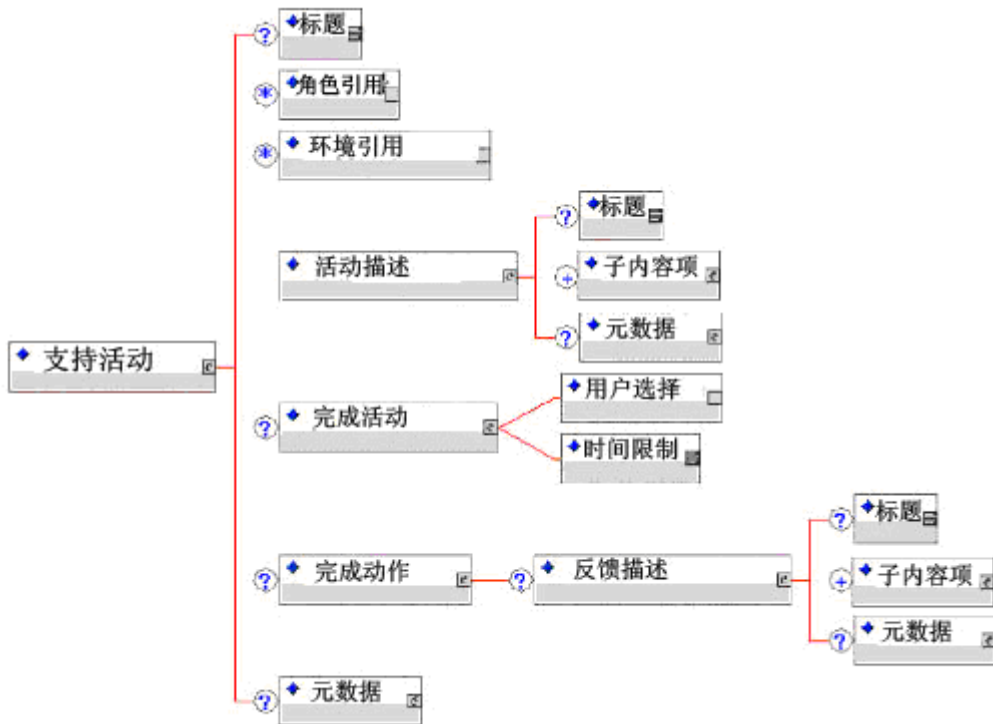 标题
角色引用
环境引用
标题
活动描述
子内容项
元数据
支持活动
用户选择
完成活动
时间限制
标题
完成动作
反馈描述
子内容项
元数据
元数据